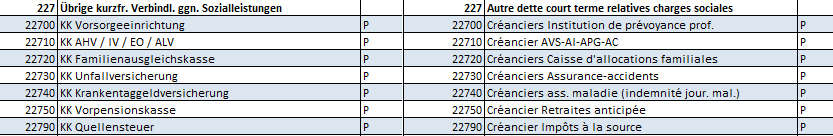 227 Übrige kurzfr. Verbindl. ggn. Sozialleistungen 227 Autre dette court terme relatives charges sociales
22700 KK Vorsorgeeinrichtung P 22700 Créanciers Institution de prévoyance prof. P
22710 KK AHV / IV / EO / ALV P 22710 Créancier AVS-AI-APG-AC P
22720 KK Familienausgleichskasse P 22720 Créanciers Caisse d'allocations familiales P
22730 KK Unfallversicherung P 22730 Créanciers Assurance-accidents P
22740 KK Krankentaggeldversicherung P 22740 Créanciers ass. maladie (indemnité jour. mal.) P
22750 KK Vorpensionskasse P 22750 Créancier Retraites anticipée P
22790 KK Quellensteuer P 22790 Créancier Impôts à la source P